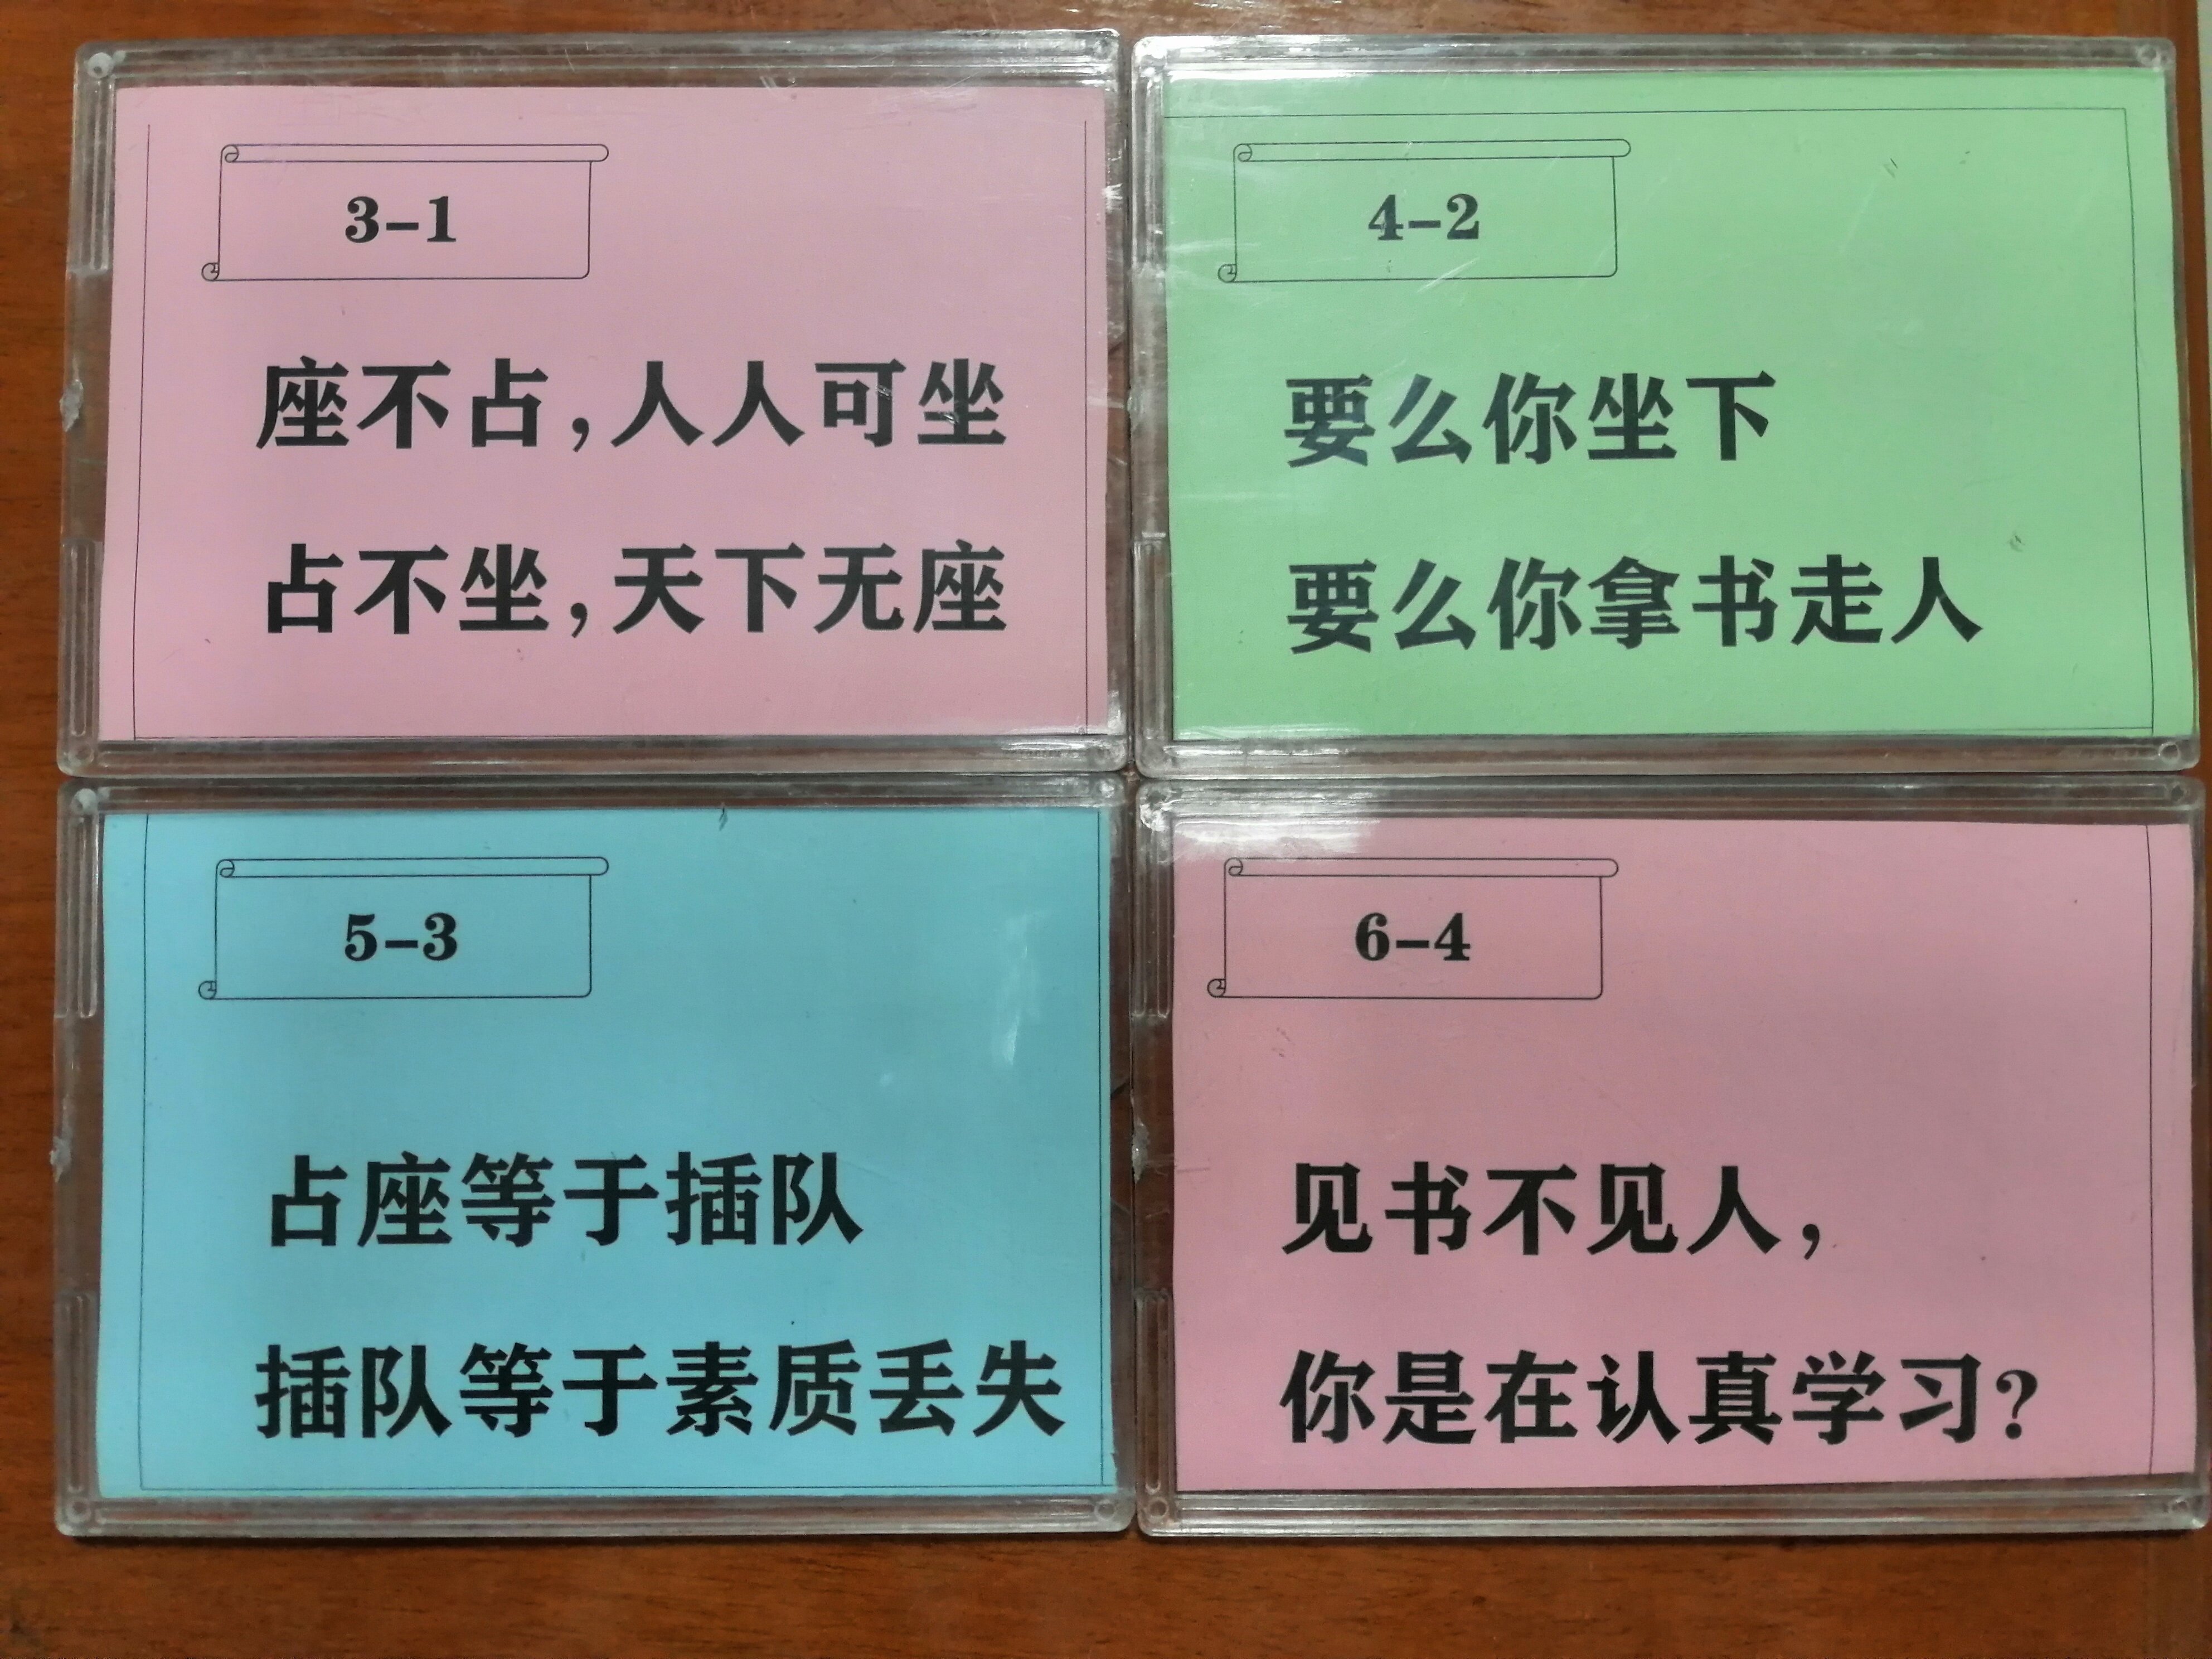 3-1
座不占,人人可坐
占不坐,天下无座
4-2
要么你坐下
要么你拿书走人
5-3
占座等于插队
插队等于素质丢失
6-4
见书不见人,
你是在认真学习?